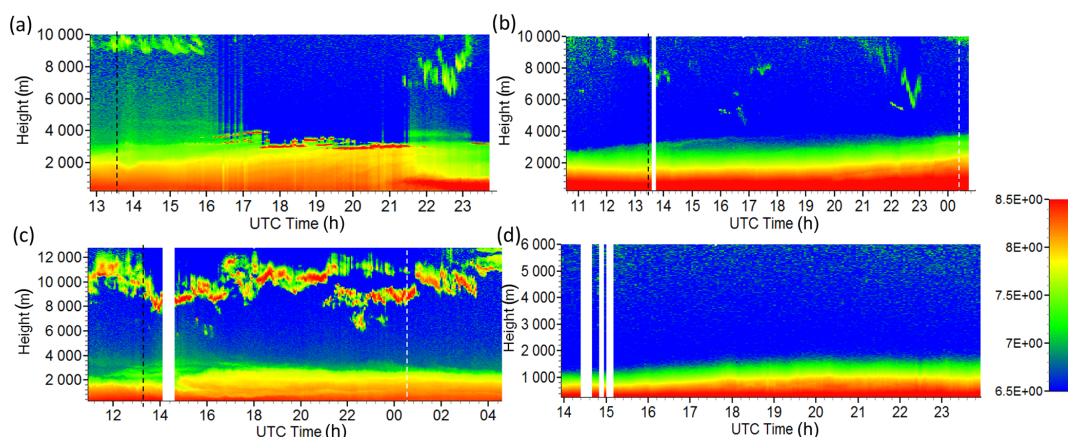 (a)
10 000
8 000
6 000
4 000
2 000
Height (m)
13 14 15 16 17 18 19 20 21 22 23
UTC Time (h)
(b)
10 000
8 000
6 000
4 000
2 000
Height (m)
11 12 13 14 15 16 17 18 19 20 21 22 23 00
UTC Time (h)
(c)
12 000
10 000
8 000
6 000
4 000
2 000
Height (m)
12 14 16 18 20 22 00 02 04
UTC Time (h)
(d)
6 000
5 000
4 000
3 000
2 000
1 000
Height (m)
14 15 16 17 18 19 20 21 22 23
UTC Time (h)
8.5E+00
8E+00
7.5E+00
7E+00
6.5E+00